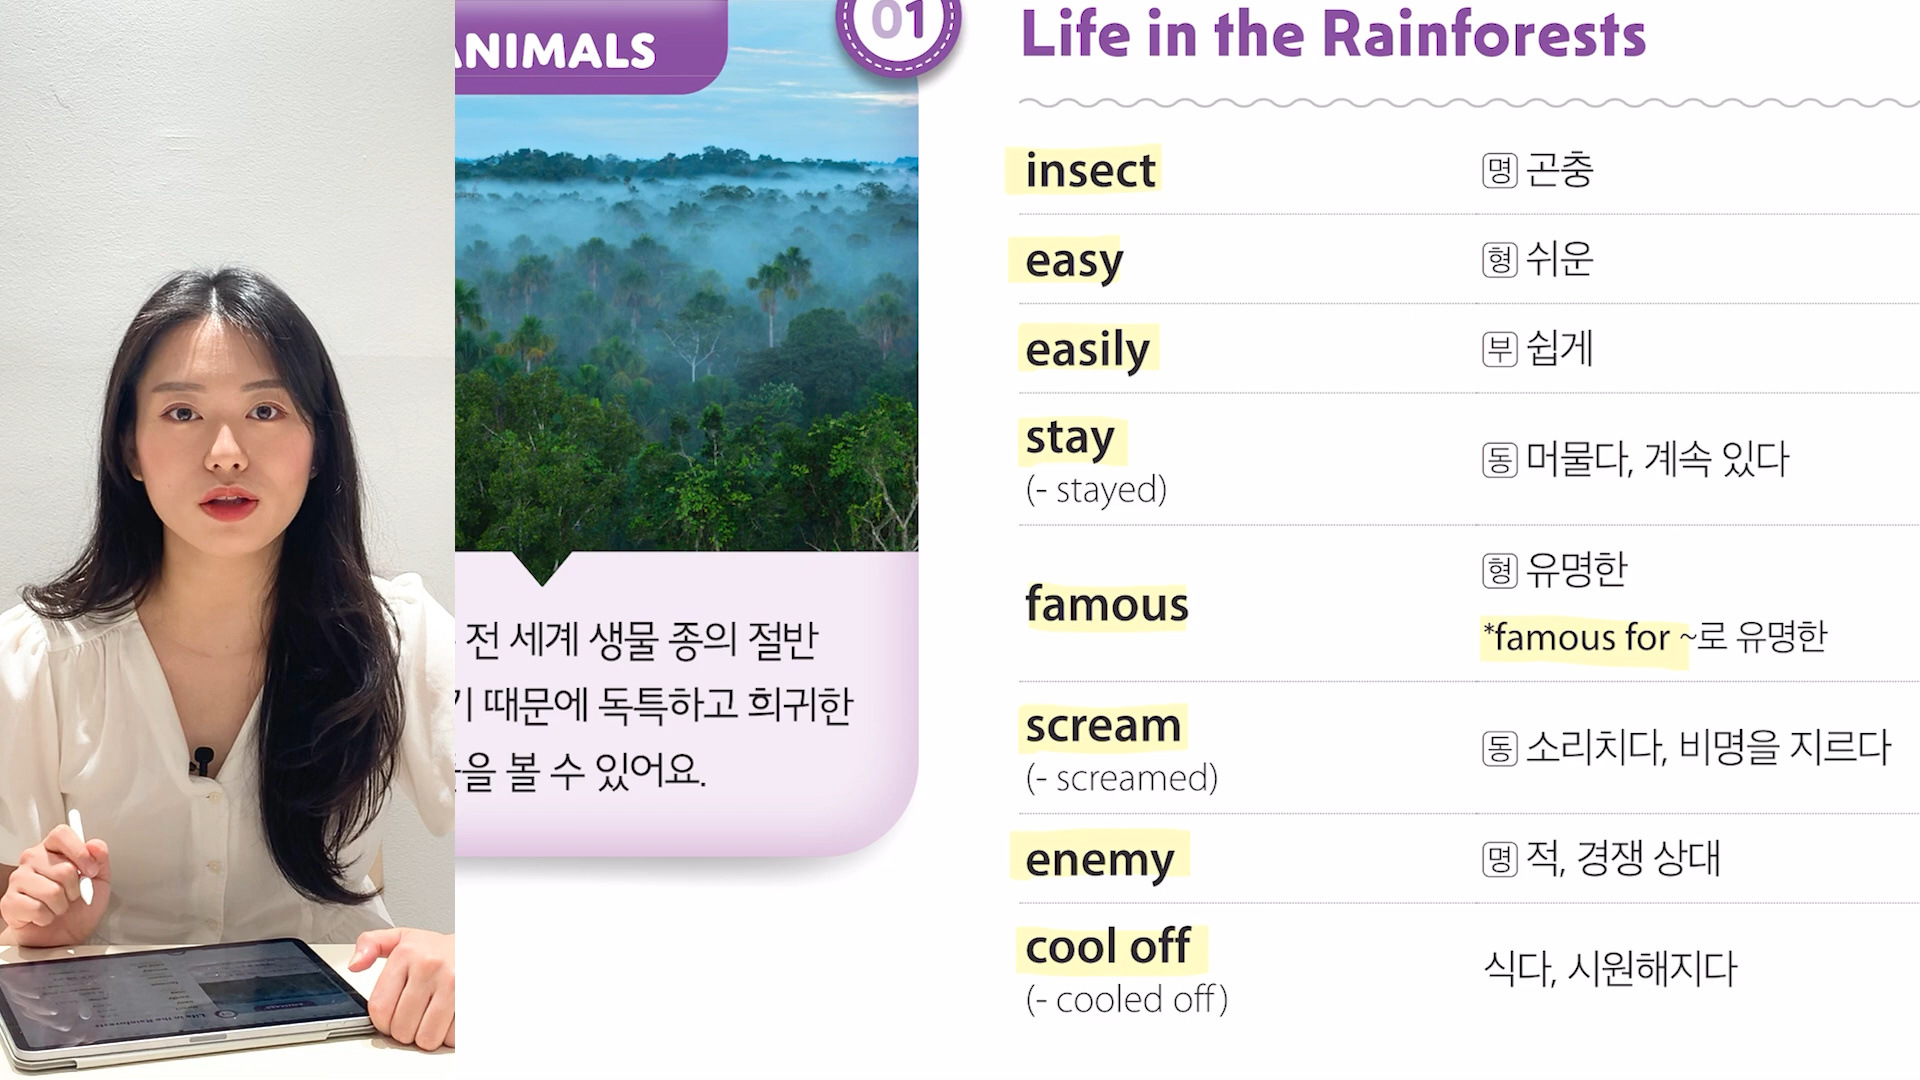 ANIMALS
01
Life in the Rainforests
전 세계 생물 종의 절반
때문에 독특하고 희귀한
을 볼 수 있어요.
insect 명 곤충
easy 형 쉬운
easily 부 쉽게
stay 동 머물다, 계속 있다
(- stayed)
famous 형 유명한
*famous for ~로 유명한
scream 동 소리치다, 비명을 지르다
(- screamed)
enemy 명 적, 경쟁 상대
cool off 식다, 시원해지다
(- cooled off)